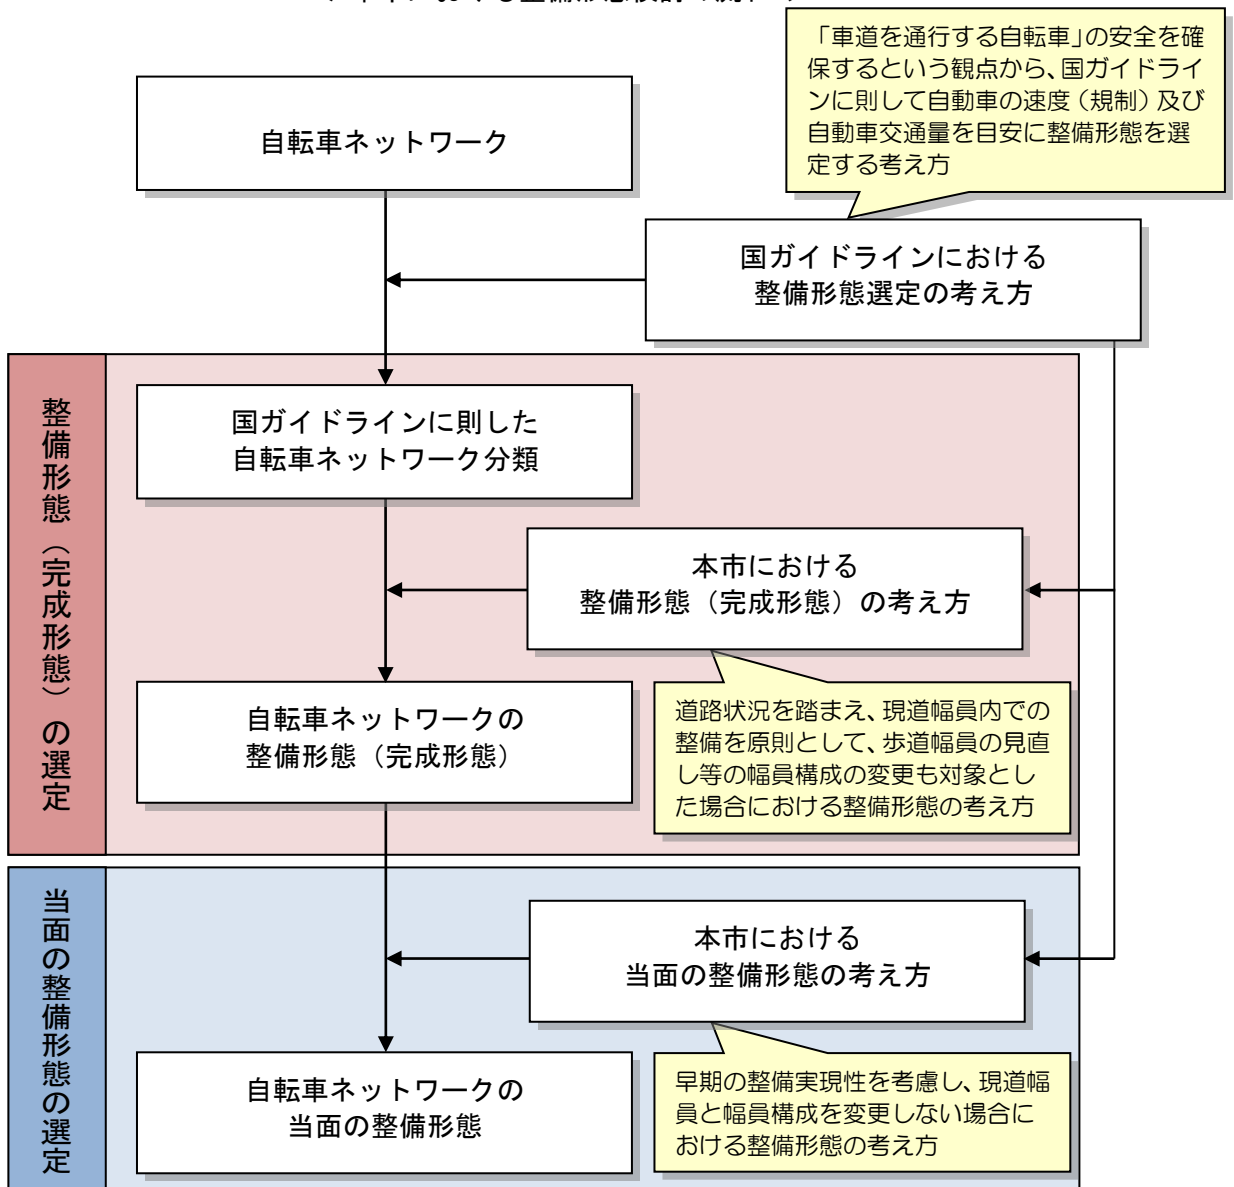 「車道を通行する自転車」の安全を確
保するという観点から、国ガイドライ
ンに則して自動車の速度（規制）及び
自動車交通量を目安に整備形態を選
定する考え方
自転車ネットワーク
国ガイドラインにおける
整備形態選定の考え方
整備形態（完成形態）の選定
国ガイドラインに則した
自転車ネットワーク分類
本市における
整備形態（完成形態）の考え方
自転車ネットワークの
整備形態（完成形態）
道路状況を踏まえ、現道幅員内での
整備を原則として、歩道幅員の見直
し等の幅員構成の変更も対象とし
た場合における整備形態の考え方
当面の整備形態の選定
本市における
当面の整備形態の考え方
自転車ネットワークの
当面の整備形態
早期の整備実現性を考慮し、現道幅
員と幅員構成を変更しない場合に
おける整備形態の考え方